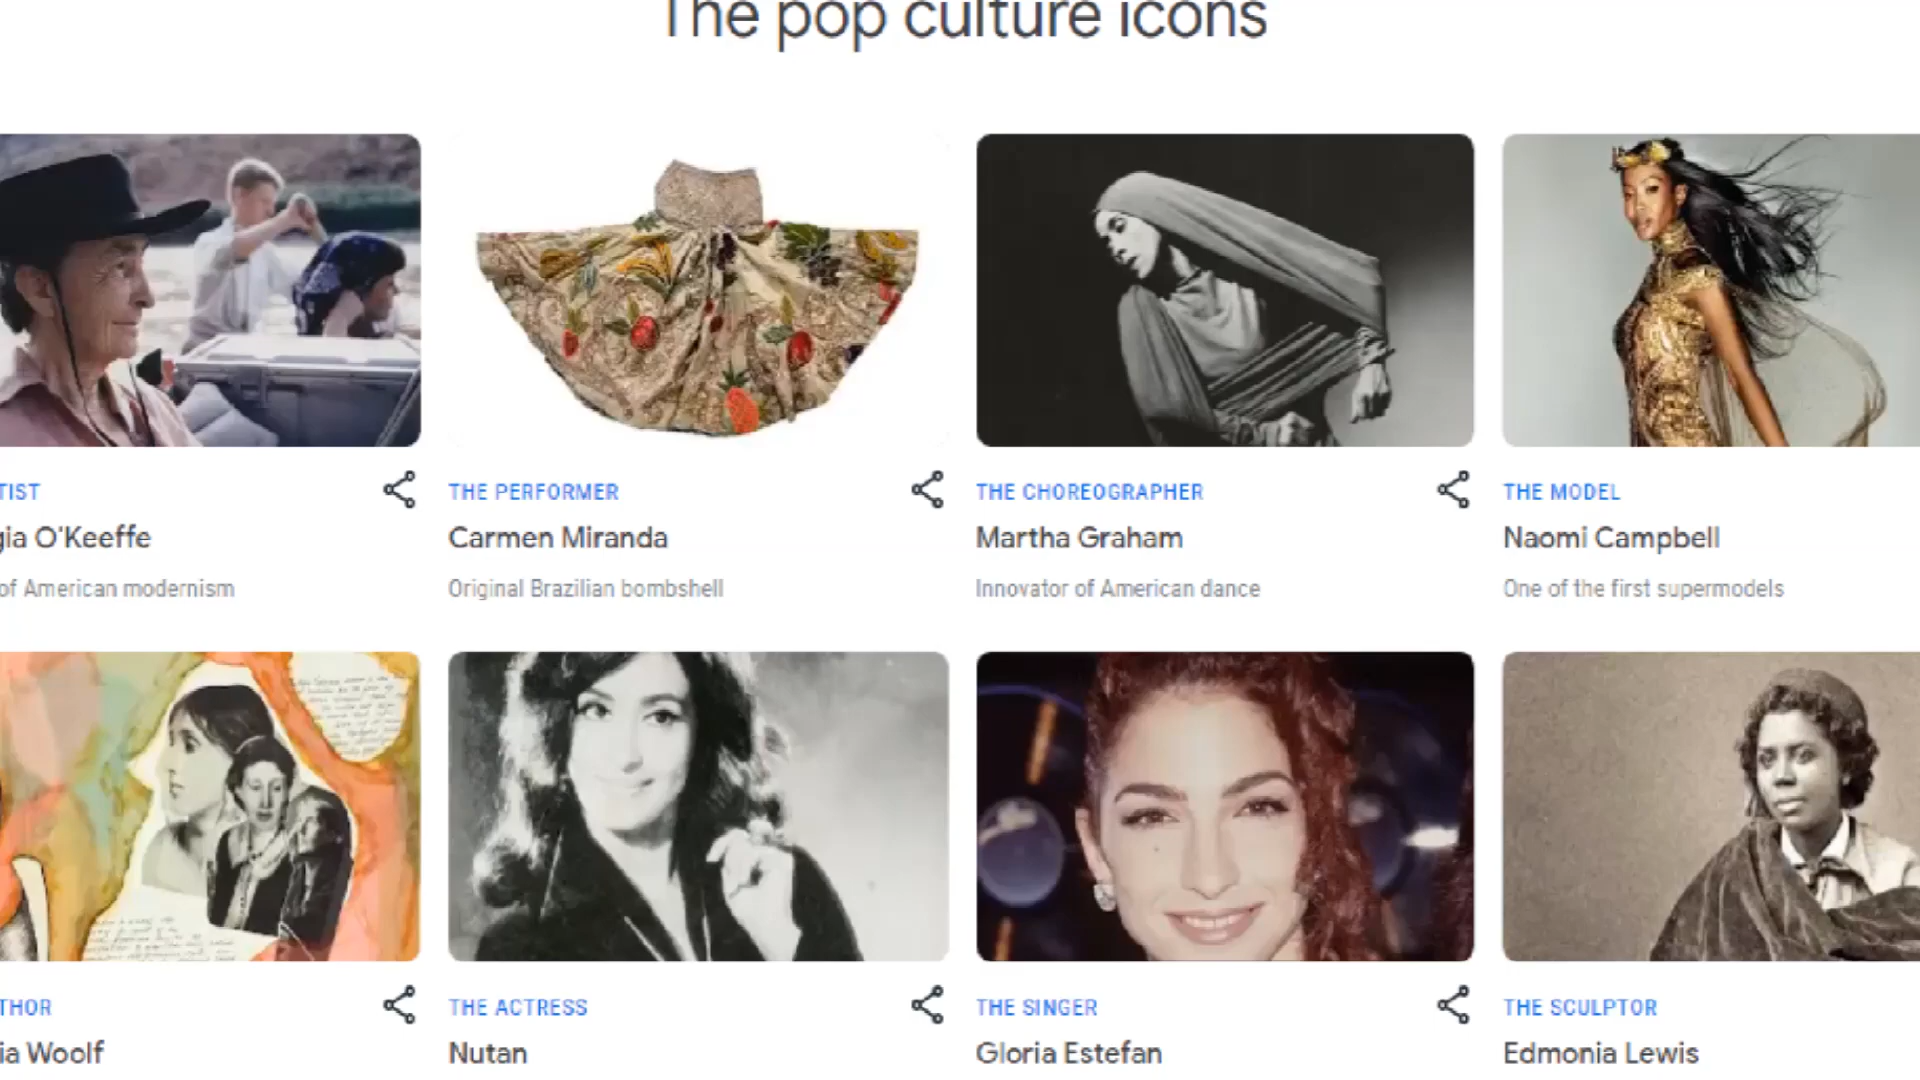 The pop culture icons
TIST
THE PERFORMER
THE CHOREOGRAPHER
THE MODEL
gia O'Keeffe
Carmen Miranda
Martha Graham
Naomi Campbell
of American modernism
Original Brazilian bombshell
Innovator of American dance
One of the first supermodels
THOR
THE ACTRESS
THE SINGER
THE SCULPTOR
ia Woolf
Nutan
Gloria Estefan
Edmonia Lewis